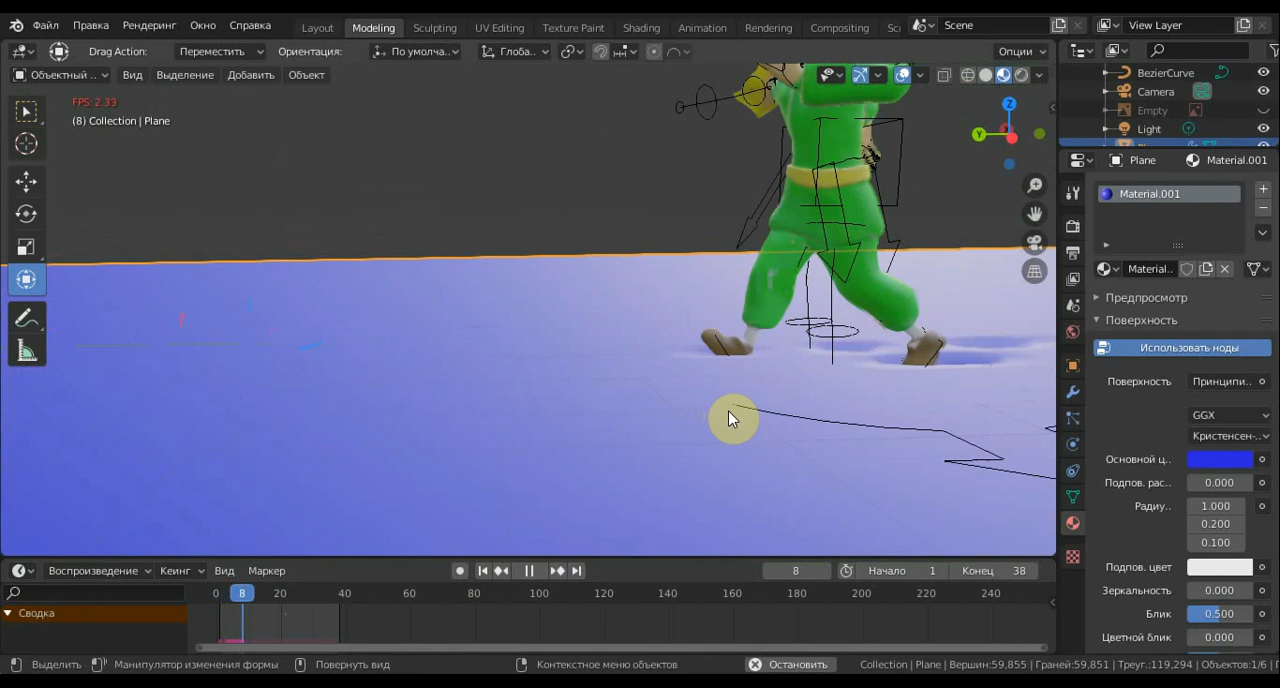 Файл Правка Рендеринг Окно Справка Layout Modeling Sculpting UV Editing Texture Paint Shading Animation Rendering Compositing Sc Scene View Layer
Drag Action: Переместить Ориентация: По умолча... Глоба... Опции
Объектный .. Вид Выделение Добавить Объект
FPS: 2.33
(8) Collection | Plane
Z
Y
BezierCurve
Camera
Empty
Light
Plane Material.001
Material.001
Material..
Предпросмотр
Поверхность
Использовать ноды
Поверхность Принципи..
GGX
Кристенсен-..
Основной ц..
Подпов. рас.. 0.000
Радиу.. 1.000
0.200
0.100
Подпов. цвет
Зеркальность 0.000
Блик 0.500
Цветной блик 0.000
Воспроизведение Кеинг Вид Маркер 8 Начало 1 Конец 38
0 8 20 40 60 80 100 120 140 160 180 200 220 240
Сводка
Выделить Манипулятор изменения формы Повернуть вид Контекстное меню объектов Остановить Collection | Plane | Вершин:59,855 | Граней:59,851 | Треуг.:119,294 | Объектов:1/6 |